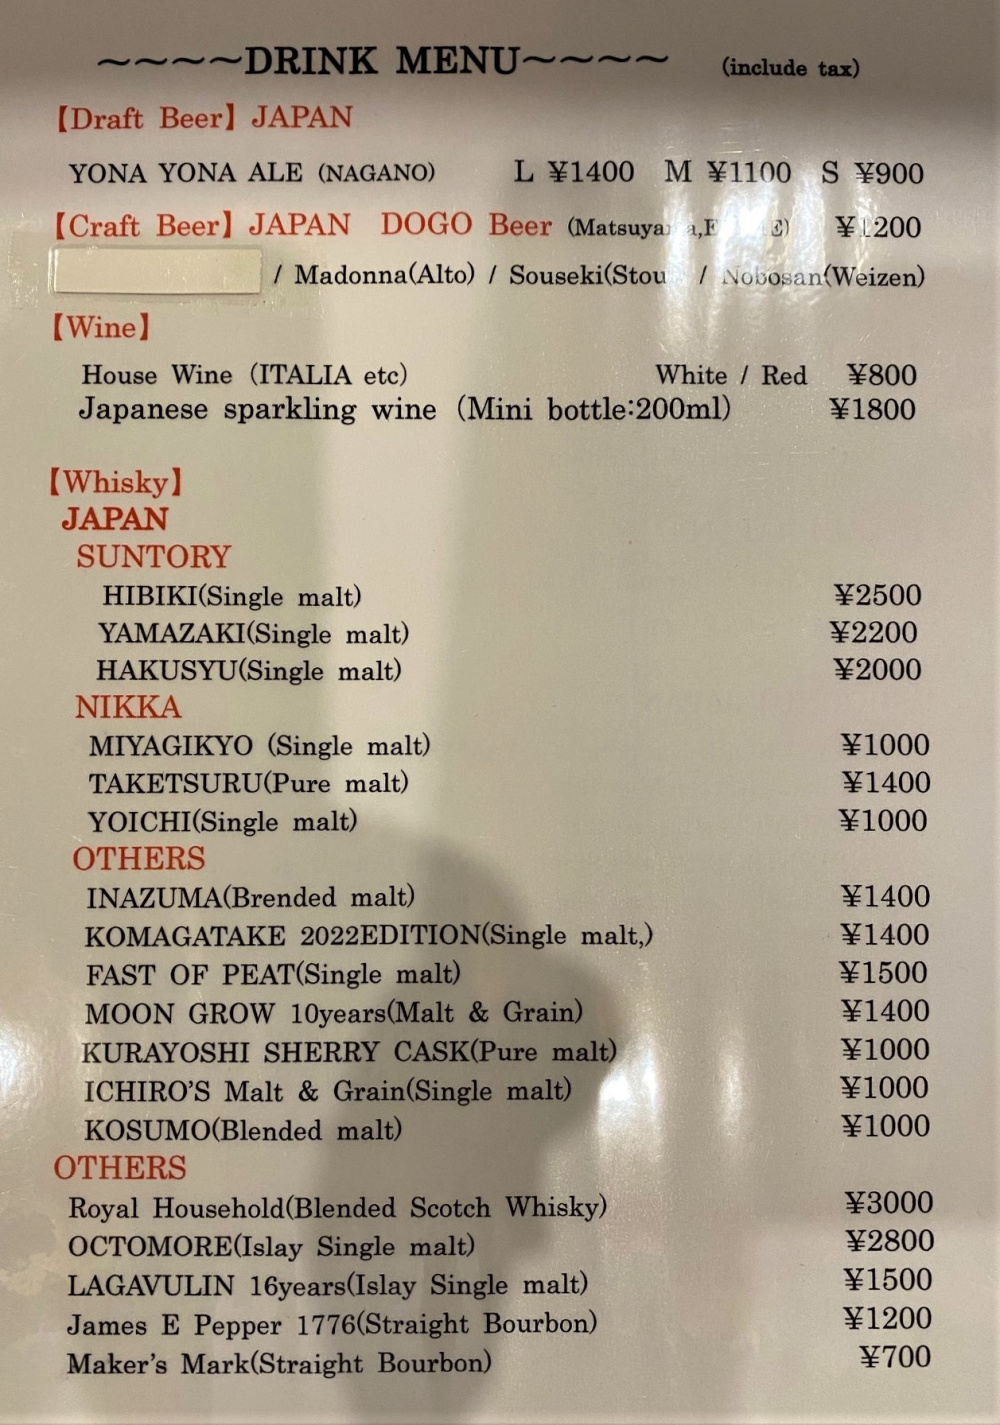 ~~~~DRINK MENU~~~~ (include tax)
【Draft Beer】JAPAN
YONA YONA ALE (NAGANO) L ¥1400 M ¥1100 S ¥900
【Craft Beer】JAPAN DOGO Beer ¥1200
/ Madonna(Alto) / / Nobosan(Weizen)
【Wine】
House Wine (ITALIA etc) White / Red ¥800
Japanese sparkling wine (Mini bottle:200ml) ¥1800
【Whisky】
JAPAN
SUNTORY
HIBIKI(Single malt) ¥2500
YAMAZAKI(Single malt) ¥2200
HAKUSYU(Single malt) ¥2000
NIKKA
MIYAGIKYO (Single malt) ¥1000
TAKETSURU(Pure malt) ¥1400
YOICHI(Single malt) ¥1000
OTHERS
INAZUMA(Brended malt) ¥1400
KOMAGATAKE 2022EDITION(Single malt,) ¥1400
FAST OF PEAT(Single malt) ¥1500
MOON GROW 10years(Malt & Grain) ¥1400
KURAYOSHI SHERRY CASK(Pure malt) ¥1000
ICHIRO'S Malt & Grain(Single malt) ¥1000
KOSUMO(Blended malt) ¥1000
OTHERS
Royal Household(Blended Scotch Whisky) ¥3000
OCTOMORE(Islay Single malt) ¥2800
LAGAVULIN 16years(Islay Single malt) ¥1500
James E Pepper 1776(Straight Bourbon) ¥1200
Maker's Mark(Straight Bourbon) ¥700